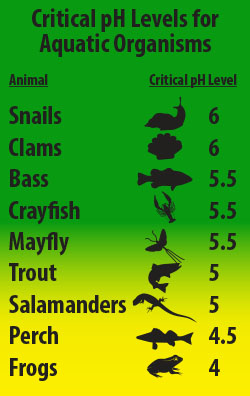 Critical pH Levels for
Aquatic Organisms
Animal Critical pH Level
Snails 6
Clams 6
Bass 5.5
Crayfish 5.5
Mayfly 5.5
Trout 5
Salamanders 5
Perch 4.5
Frogs 4